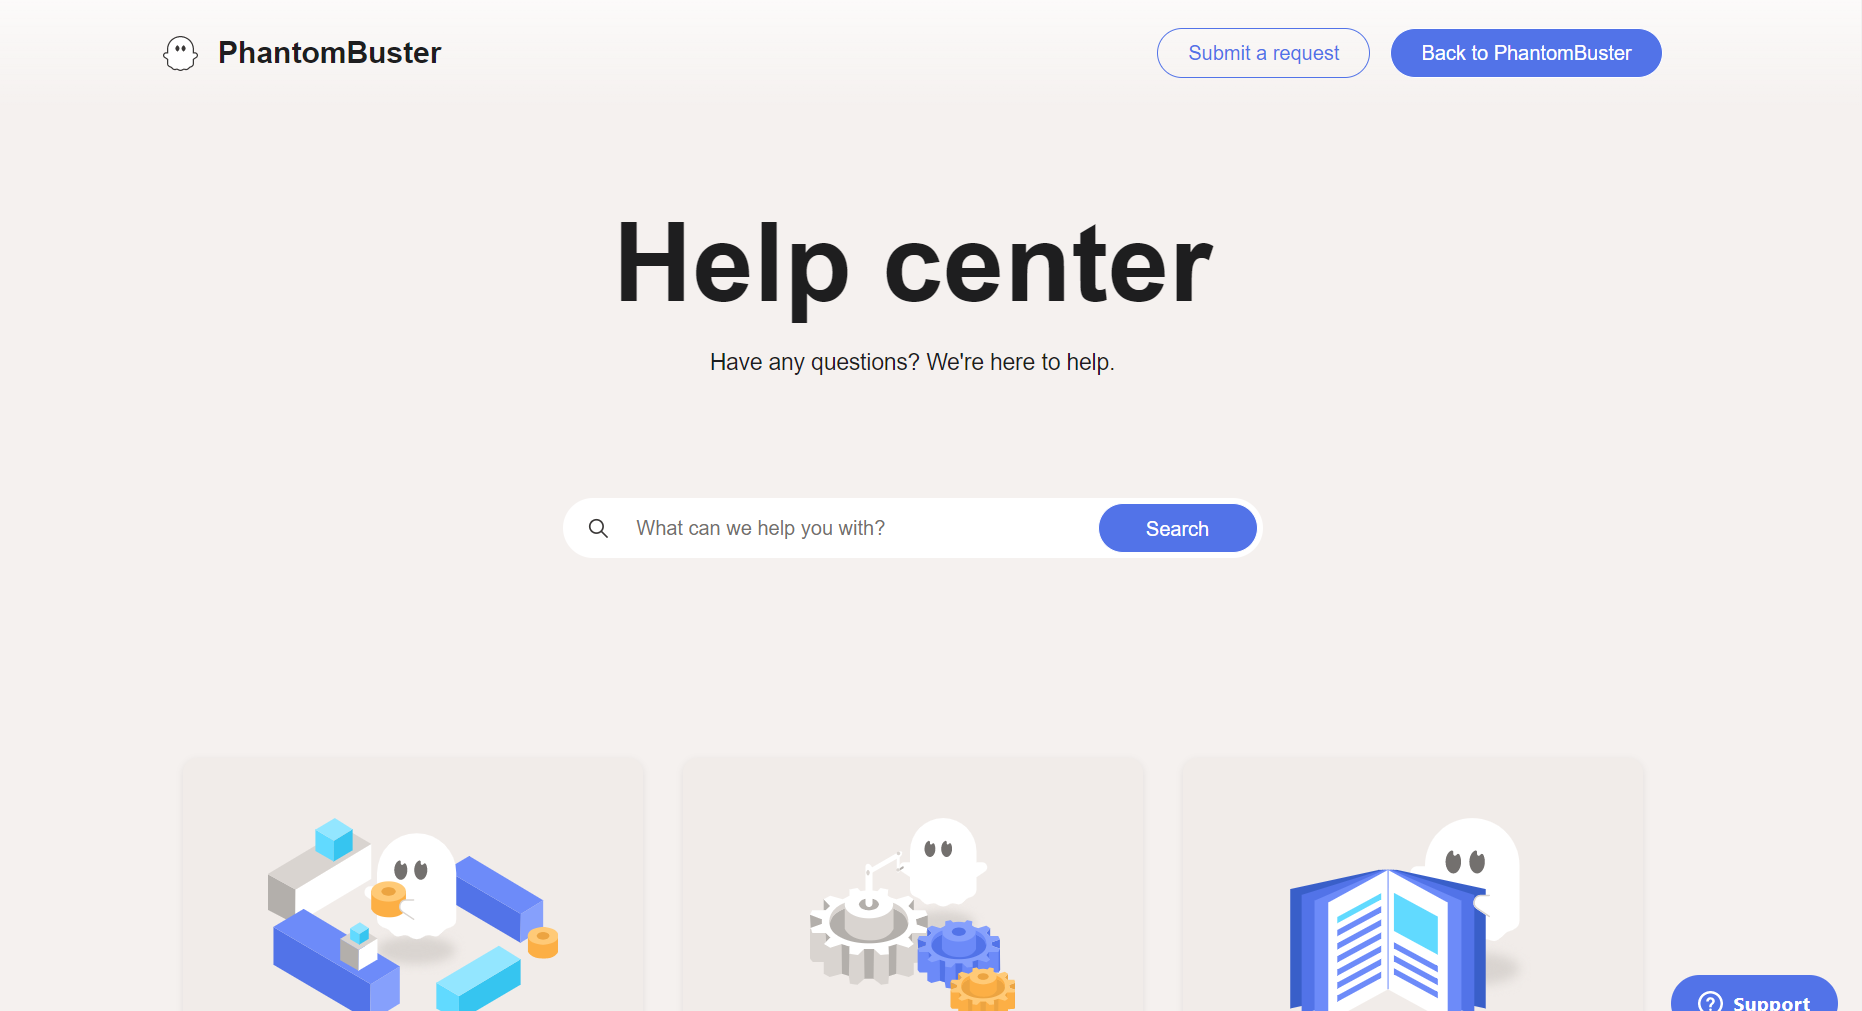 PhantomBuster
Submit a request
Back to PhantomBuster
Help center
Have any questions? We're here to help.
What can we help you with?
Search
Support